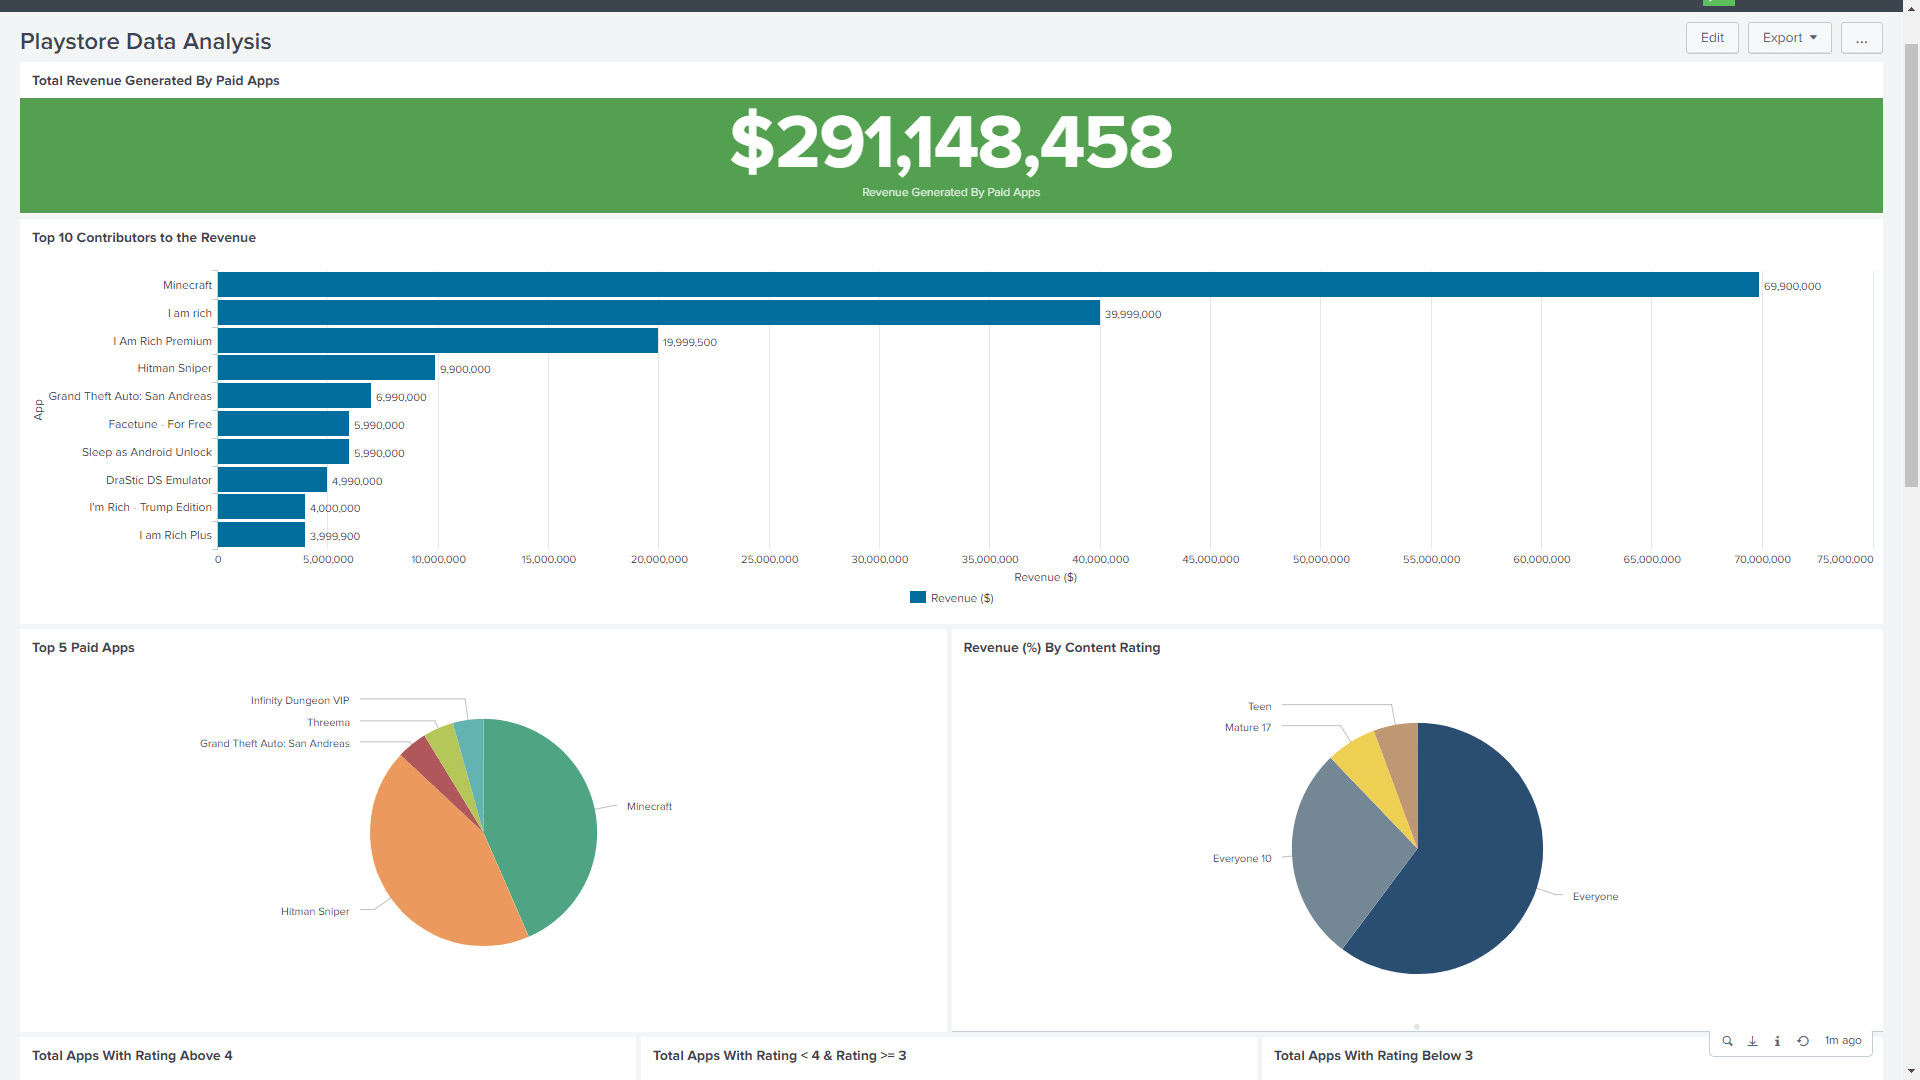 Playstore Data Analysis
Edit
Export
...
Total Revenue Generated By Paid Apps
$291,148,458
Revenue Generated By Paid Apps
Top 10 Contributors to the Revenue
App
Minecraft 69,900,000
I am rich 39,999,000
I Am Rich Premium 19,999,500
Hitman Sniper 9,900,000
Grand Theft Auto: San Andreas 6,990,000
Facetune - For Free 5,990,000
Sleep as Android Unlock 5,990,000
DraStic DS Emulator 4,990,000
I'm Rich - Trump Edition 4,000,000
I am Rich Plus 3,999,900
0 5,000,000 10,000,000 15,000,000 20,000,000 25,000,000 30,000,000 35,000,000 40,000,000 45,000,000 50,000,000 55,000,000 60,000,000 65,000,000 70,000,000 75,000,000
Revenue ($)
Revenue ($)
Top 5 Paid Apps
Infinity Dungeon VIP
Threema
Grand Theft Auto: San Andreas
Minecraft
Hitman Sniper
Revenue (%) By Content Rating
Teen
Mature 17
Everyone 10
Everyone
1m ago
Total Apps With Rating Above 4
Total Apps With Rating < 4 & Rating >= 3
Total Apps With Rating Below 3